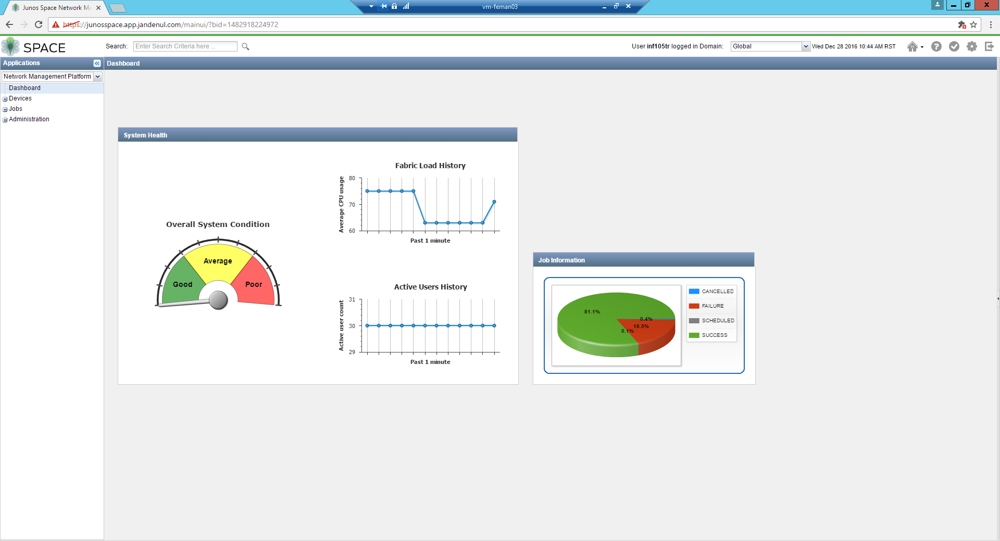 Junos Space Network Ma
vm-feman03
https://junosspace.app.jandenul.com/mainui/?bid=1482918224972
SPACE
Search:
Enter Search Criteria here ...
User inf105tr logged in Domain:
Global
Wed Dec 28 2016 10:44 AM RST
Applications
Dashboard
Network Management Platform
Dashboard
Devices
Jobs
Administration
System Health
Overall System Condition
Good
Average
Poor
Fabric Load History
Average CPU usage
80
70
60
Past 1 minute
Active Users History
Active user count
31
30
29
Past 1 minute
Job Information
81.1%
0.4%
18.5%
0.1%
CANCELLED
FAILURE
SCHEDULED
SUCCESS